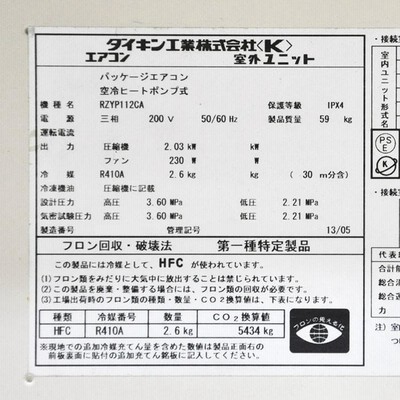 ダイキン工業株式会社〈K〉
エアコン 室外ユニット
パッケージエアコン
空冷ヒートポンプ式
機種名 RZYP112CA 保護等級 IPX4
電源 三相 200 V 50/60 Hz 製品質量 59 kg
運転電流
出力 圧縮機 2.03 kW kW
ファン 230 W W
冷媒 R410A 2.6 kg ( 30 m分含)
冷凍機油 圧縮機に記載
設計圧力 高圧 3.60 MPa 低圧 2.21 MPa
気密試験圧力 高圧 3.60 MPa 低圧 2.21 MPa
製造番号 管理記号 13/05
フロン回収・破壊法 第一種特定製品
この製品には冷媒として、HFC が使われています。
(1)フロン類をみだりに大気中に放出することは禁じられています。
(2)この製品を廃棄・整備する場合には、フロン類の回収が必要です。
(3)工場出荷時のフロン類の種類・数量・CO2換算値は、下表になります。
種類 冷媒番号 数量 CO2換算値
HFC R410A 2.6 kg 5434 kg
フロンの見える化
※現地での追加冷媒充てん量を含めた数値は製品正面右の
前板裏面に貼付の追加充てん銘板に記入してください。
・接続
室内ユニット形式名
PS
E
K
・接続
代表
合計
総合
総合
注)室